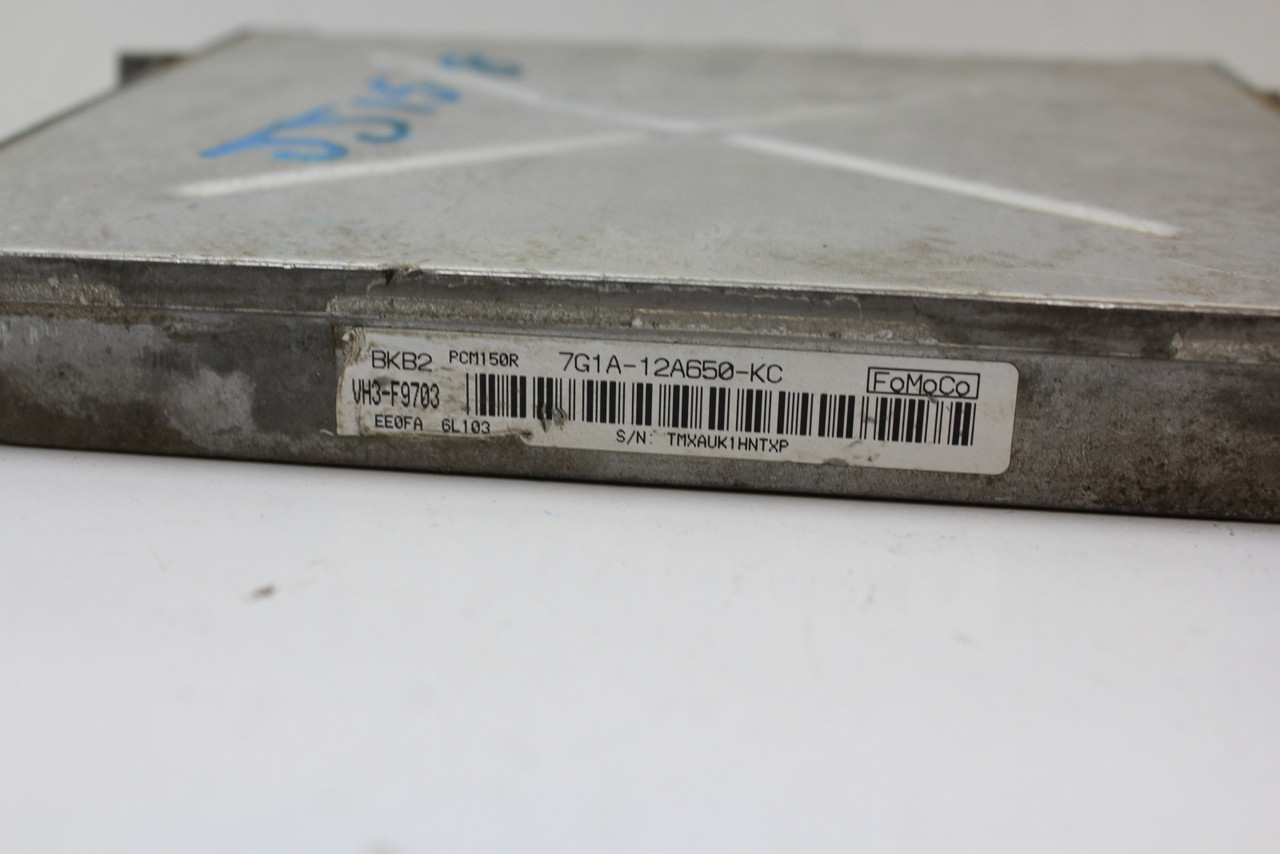 BKB2 PCM150R 7G1A-12A650-KC FoMoCo
VH3-F9703
EE0FA 6L103
S/N: TMXAUK1HNTXP